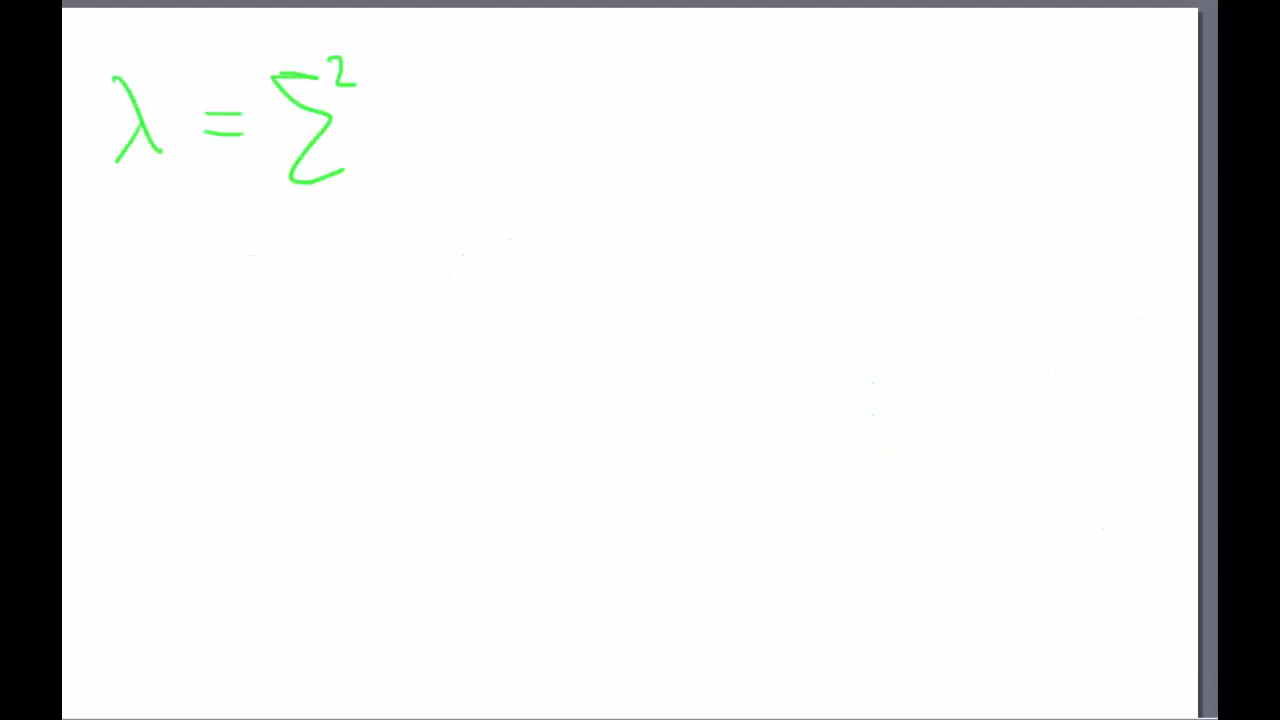 λ = Σ²